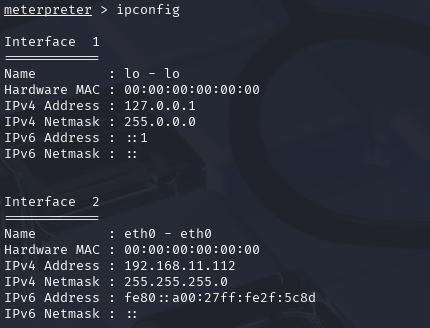 meterpreter > ipconfig
Interface  1
============
Name         : lo - lo
Hardware MAC : 00:00:00:00:00:00
IPv4 Address : 127.0.0.1
IPv4 Netmask : 255.0.0.0
IPv6 Address : ::1
IPv6 Netmask : ::
Interface  2
============
Name         : eth0 - eth0
Hardware MAC : 00:00:00:00:00:00
IPv4 Address : 192.168.11.112
IPv4 Netmask : 255.255.255.0
IPv6 Address : fe80::a00:27ff:fe2f:5c8d
IPv6 Netmask : ::